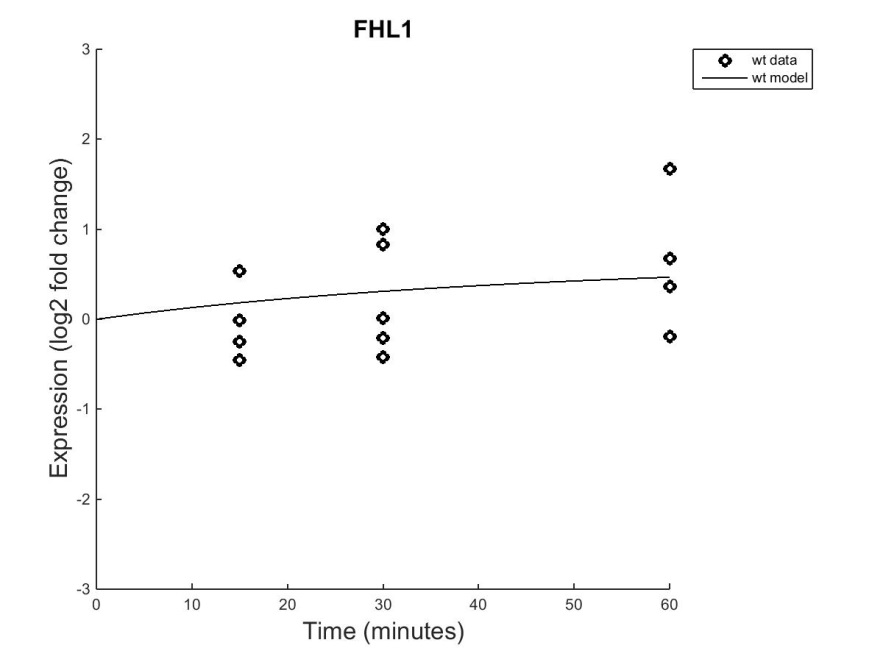 FHL1
wt data
wt model
3
2
1
0
-1
-2
-3
Expression (log2 fold change)
0 10 20 30 40 50 60
Time (minutes)